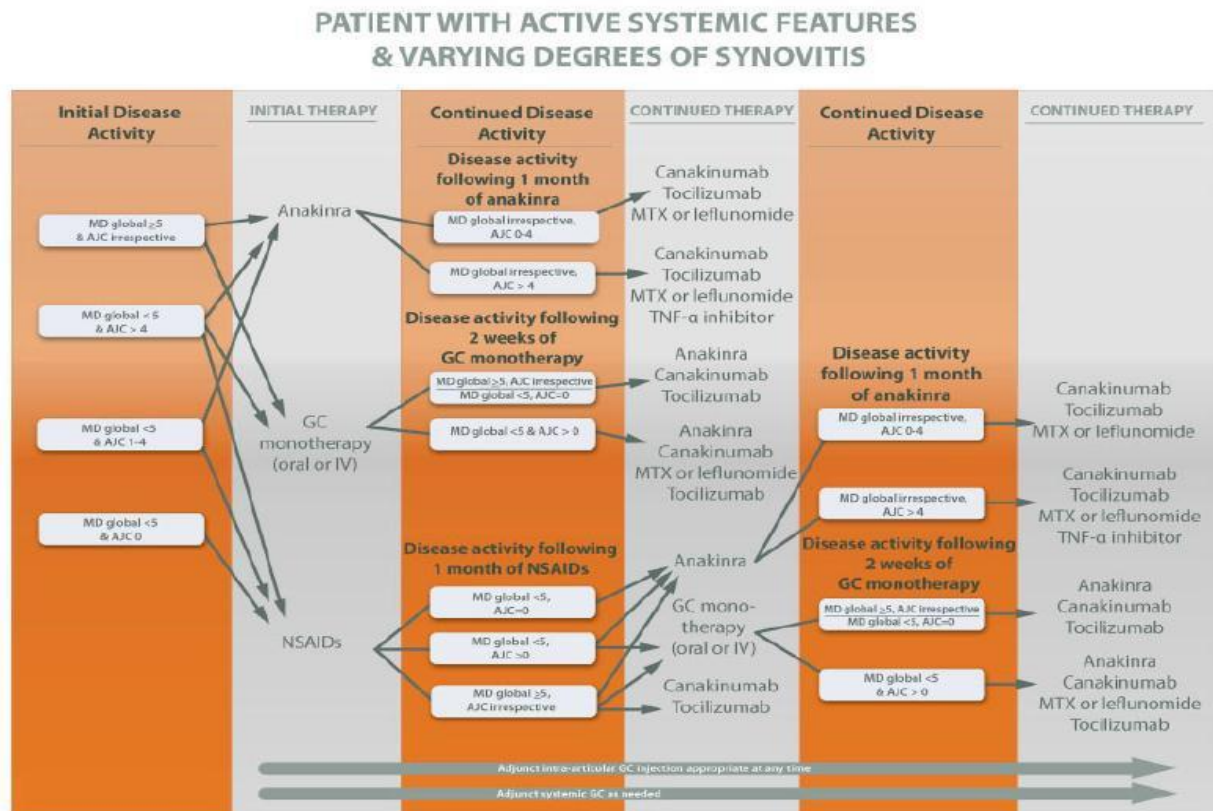 PATIENT WITH ACTIVE SYSTEMIC FEATURES
& VARYING DEGREES OF SYNOVITIS
Initial Disease
Activity
INITIAL THERAPY
Continued Disease
Activity
CONTINUED THERAPY
Continued Disease
Activity
CONTINUED THERAPY
MD global ≥5
& AJC irrespective
MD global < 5
& AJC > 4
MD global <5
& AJC 1-4
MD global <5
& AJC 0
Anakinra
GC
monotherapy
(oral or IV)
NSAIDs
Disease activity
following 1 month
of anakinra
MD global irrespective,
AJC 0-4
MD global irrespective,
AJC > 4
Disease activity following
2 weeks of
GC monotherapy
MD global ≥5, AJC irrespective
MD global <5, AJC=0
MD global <5 & AJC > 0
Disease activity following
1 month of NSAIDs
MD global <5,
AJC=0
MD global <5,
AJC >0
MD global ≥5,
AJC irrespective
Canakinumab
Tocilizumab
MTX or leflunomide
Canakinumab
Tocilizumab
MTX or leflunomide
TNF-α inhibitor
Anakinra
Canakinumab
Tocilizumab
Anakinra
Canakinumab
MTX or leflunomide
Tocilizumab
Anakinra
GC mono-
therapy
(oral or IV)
Canakinumab
Tocilizumab
Disease activity
following 1 month
of anakinra
MD global irrespective,
AJC 0-4
MD global irrespective,
AJC > 4
Disease activity following
2 weeks of
GC monotherapy
MD global ≥5, AJC irrespective
MD global <5, AJC=0
MD global <5
& AJC > 0
Canakinumab
Tocilizumab
MTX or leflunomide
Canakinumab
Tocilizumab
MTX or leflunomide
TNF-α inhibitor
Anakinra
Canakinumab
Tocilizumab
Anakinra
Canakinumab
MTX or leflunomide
Tocilizumab
Adjunct intra-articular GC injection appropriate at any time
Adjunct systemic GC as needed